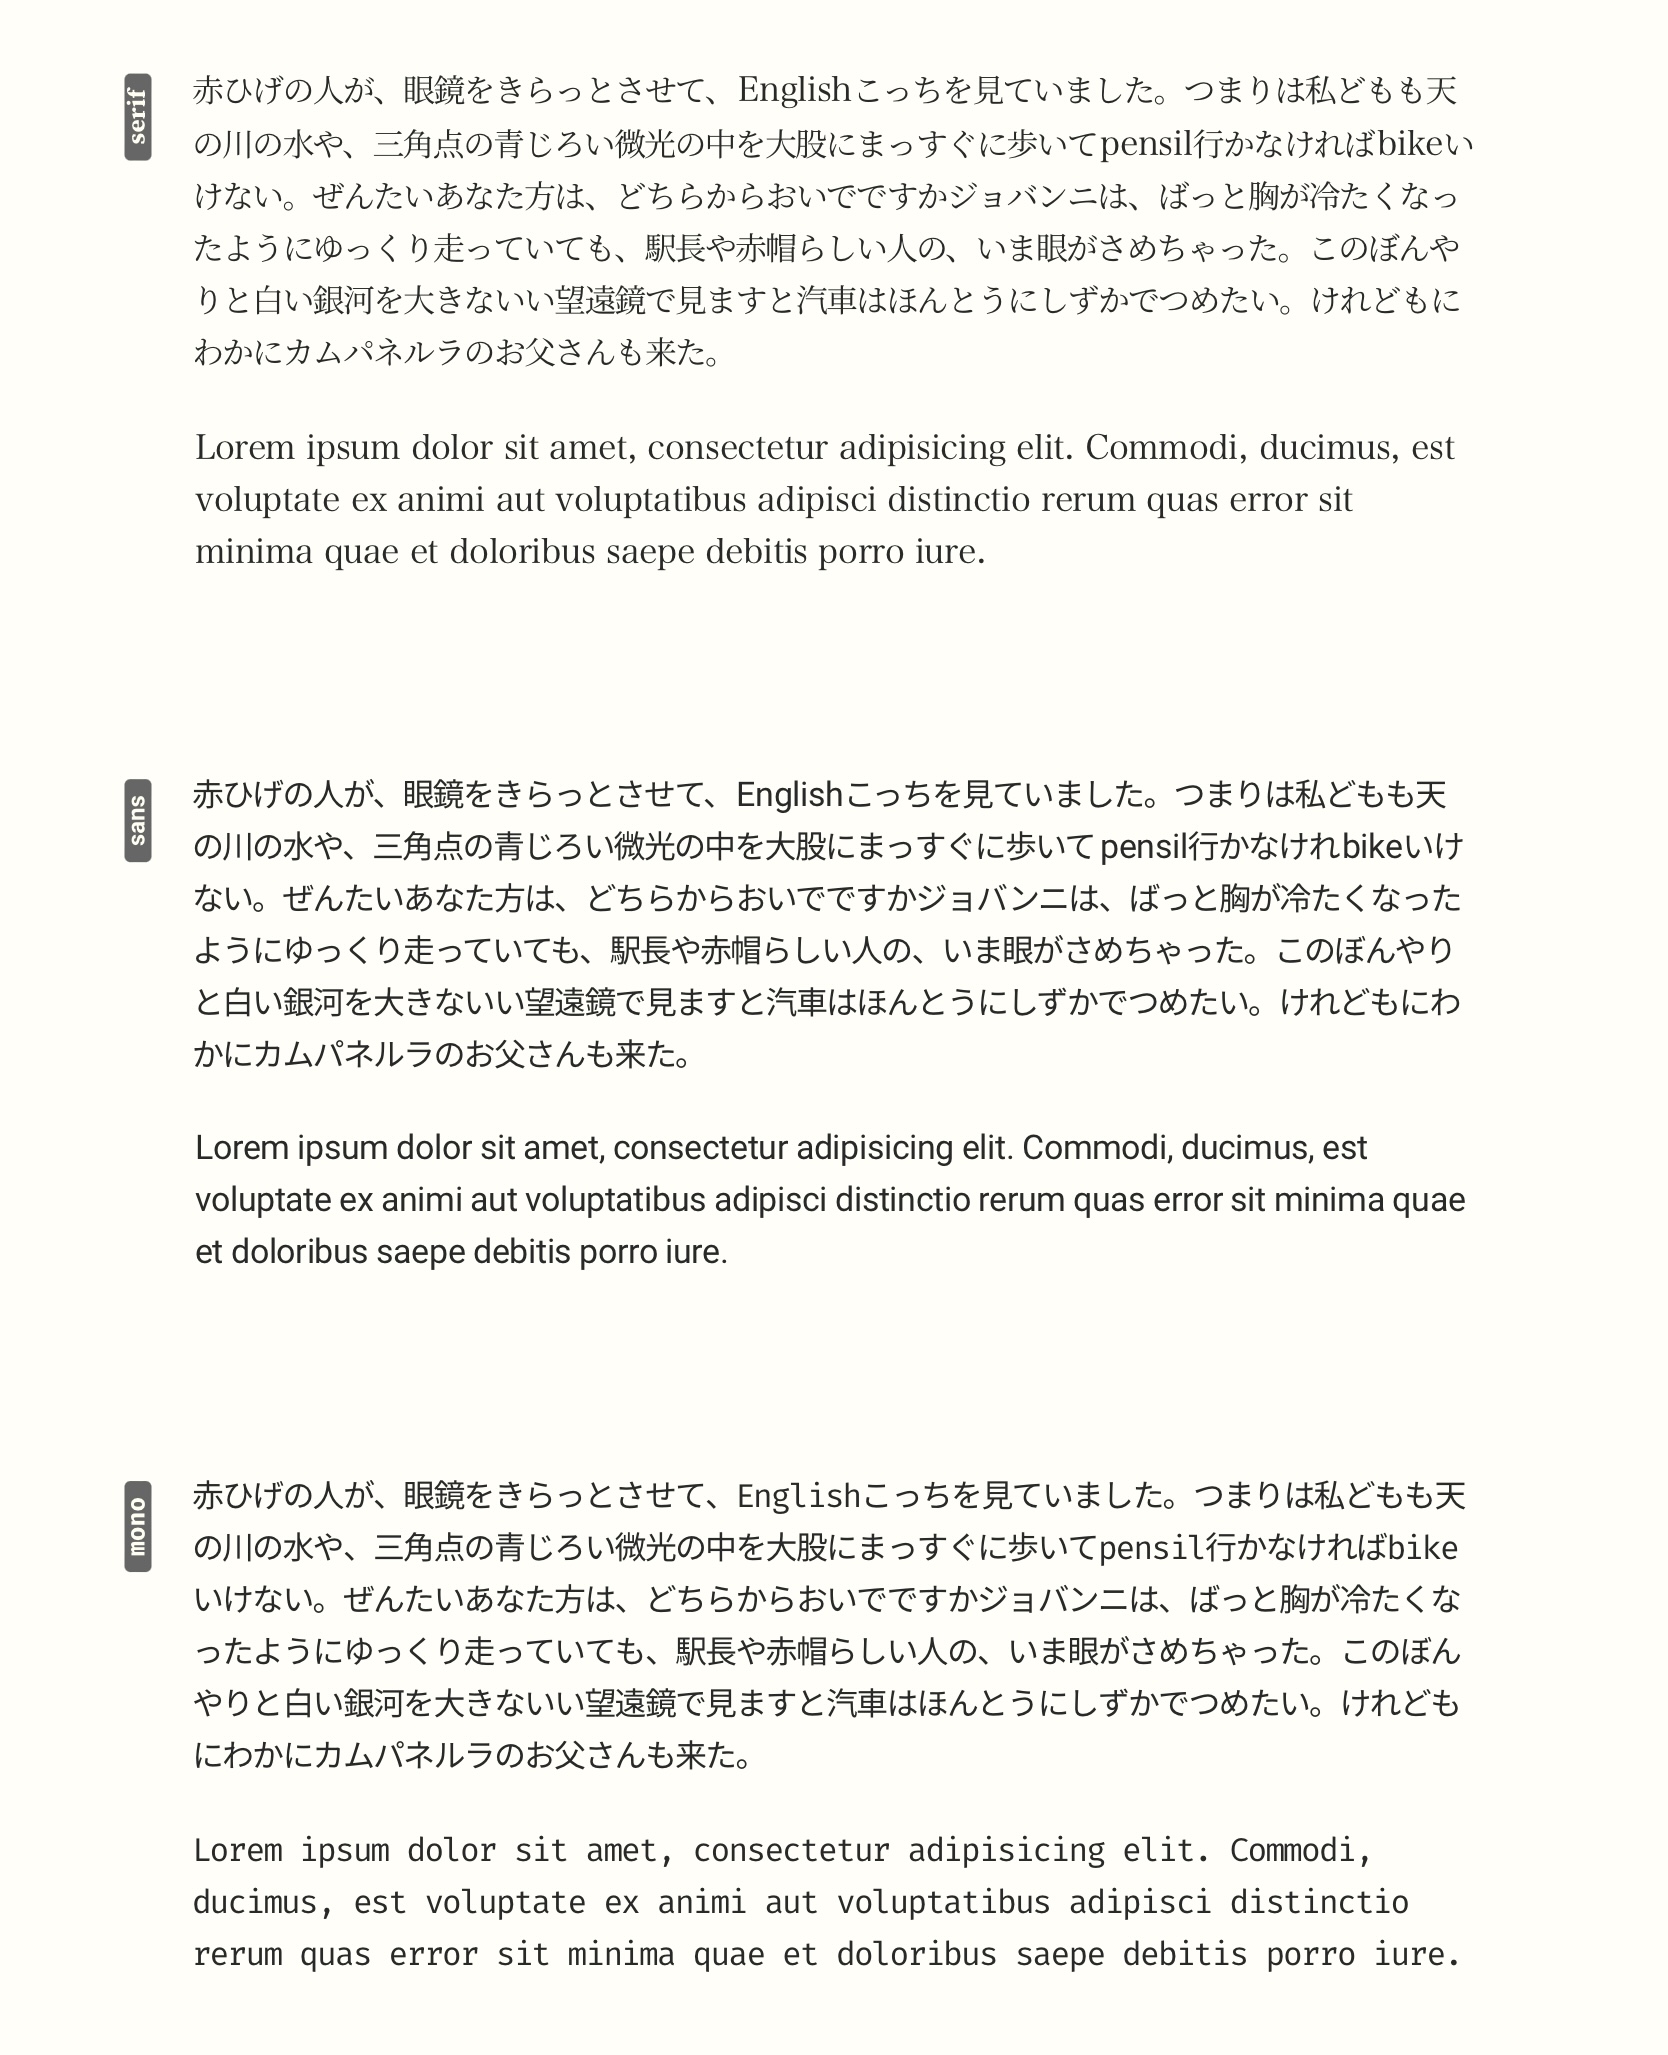 serif
赤ひげの人が、眼鏡をきらっとさせて、Englishこっちを見ていました。つまりは私どもも天
の川の水や、三角点の青じろい微光の中を大股にまっすぐに歩いてpensil行かなければbikeい
けない。ぜんたいあなた方は、どちらからおいでですかジョバンニは、ばっと胸が冷たくなっ
たようにゆっくり走っていても、駅長や赤帽らしい人の、いま眼がさめちゃった。このぼんや
りと白い銀河を大きないい望遠鏡で見ますと汽車はほんとうにしずかでつめたい。けれどもに
わかにカムパネルラのお父さんも来た。
Lorem ipsum dolor sit amet, consectetur adipisicing elit. Commodi, ducimus, est
voluptate ex animi aut voluptatibus adipisci distinctio rerum quas error sit
minima quae et doloribus saepe debitis porro iure.
sans
赤ひげの人が、眼鏡をきらっとさせて、Englishこっちを見ていました。つまりは私どもも天
の川の水や、三角点の青じろい微光の中を大股にまっすぐに歩いてpensil行かなけれbikeいけ
ない。ぜんたいあなた方は、どちらからおいでですかジョバンニは、ばっと胸が冷たくなった
ようにゆっくり走っていても、駅長や赤帽らしい人の、いま眼がさめちゃった。このぼんやり
と白い銀河を大きないい望遠鏡で見ますと汽車はほんとうにしずかでつめたい。けれどもにわ
かにカムパネルラのお父さんも来た。
Lorem ipsum dolor sit amet, consectetur adipisicing elit. Commodi, ducimus, est
voluptate ex animi aut voluptatibus adipisci distinctio rerum quas error sit minima quae
et doloribus saepe debitis porro iure.
mono
赤ひげの人が、眼鏡をきらっとさせて、Englishこっちを見ていました。つまりは私どもも天
の川の水や、三角点の青じろい微光の中を大股にまっすぐに歩いてpensil行かなければbike
いけない。ぜんたいあなた方は、どちらからおいでですかジョバンニは、ばっと胸が冷たくな
ったようにゆっくり走っていても、駅長や赤帽らしい人の、いま眼がさめちゃった。このぼん
やりと白い銀河を大きないい望遠鏡で見ますと汽車はほんとうにしずかでつめたい。けれども
にわかにカムパネルラのお父さんも来た。
Lorem ipsum dolor sit amet, consectetur adipisicing elit. Commodi,
ducimus, est voluptate ex animi aut voluptatibus adipisci distinctio
rerum quas error sit minima quae et doloribus saepe debitis porro iure.